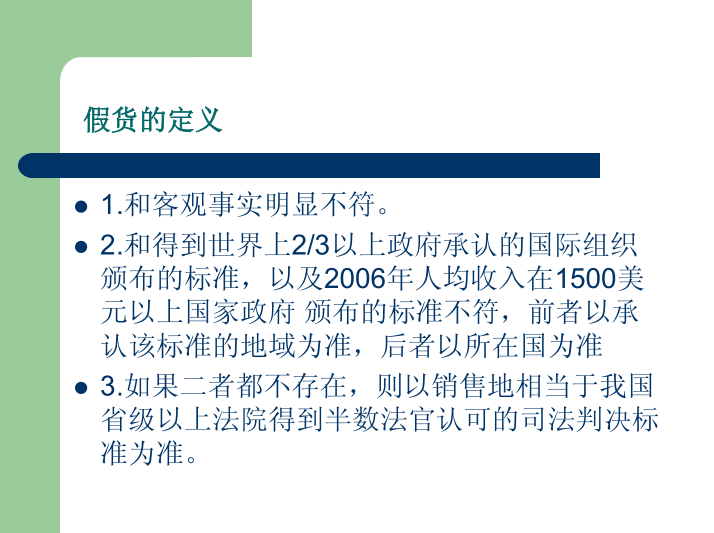 假货的定义
1.和客观事实明显不符。
2.和得到世界上2/3以上政府承认的国际组织
颁布的标准，以及2006年人均收入在1500美
元以上国家政府 颁布的标准不符，前者以承
认该标准的地域为准，后者以所在国为准
3.如果二者都不存在，则以销售地相当于我国
省级以上法院得到半数法官认可的司法判决标
准为准。